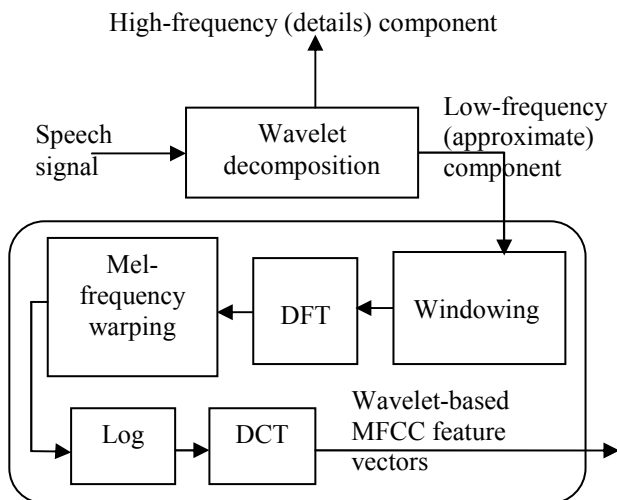 High-frequency (details) component
Speech
signal
Wavelet
decomposition
Low-frequency
(approximate)
component
Mel-
frequency
warping
DFT
Windowing
Log
DCT
Wavelet-based
MFCC feature
vectors